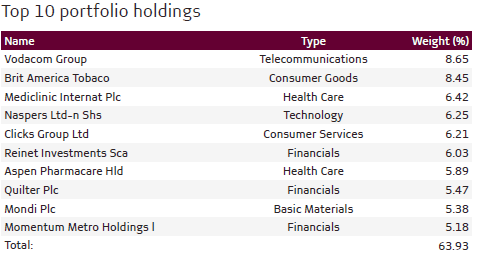 Top 10 portfolio holdings
Name Type Weight (%)
Vodacom Group Telecommunications 8.65
Brit America Tobaco Consumer Goods 8.45
Mediclinic Internat Plc Health Care 6.42
Naspers Ltd-n Shs Technology 6.25
Clicks Group Ltd Consumer Services 6.21
Reinet Investments Sca Financials 6.03
Aspen Pharmacare Hld Health Care 5.89
Quilter Plc Financials 5.47
Mondi Plc Basic Materials 5.38
Momentum Metro Holdings l Financials 5.18
Total: 63.93